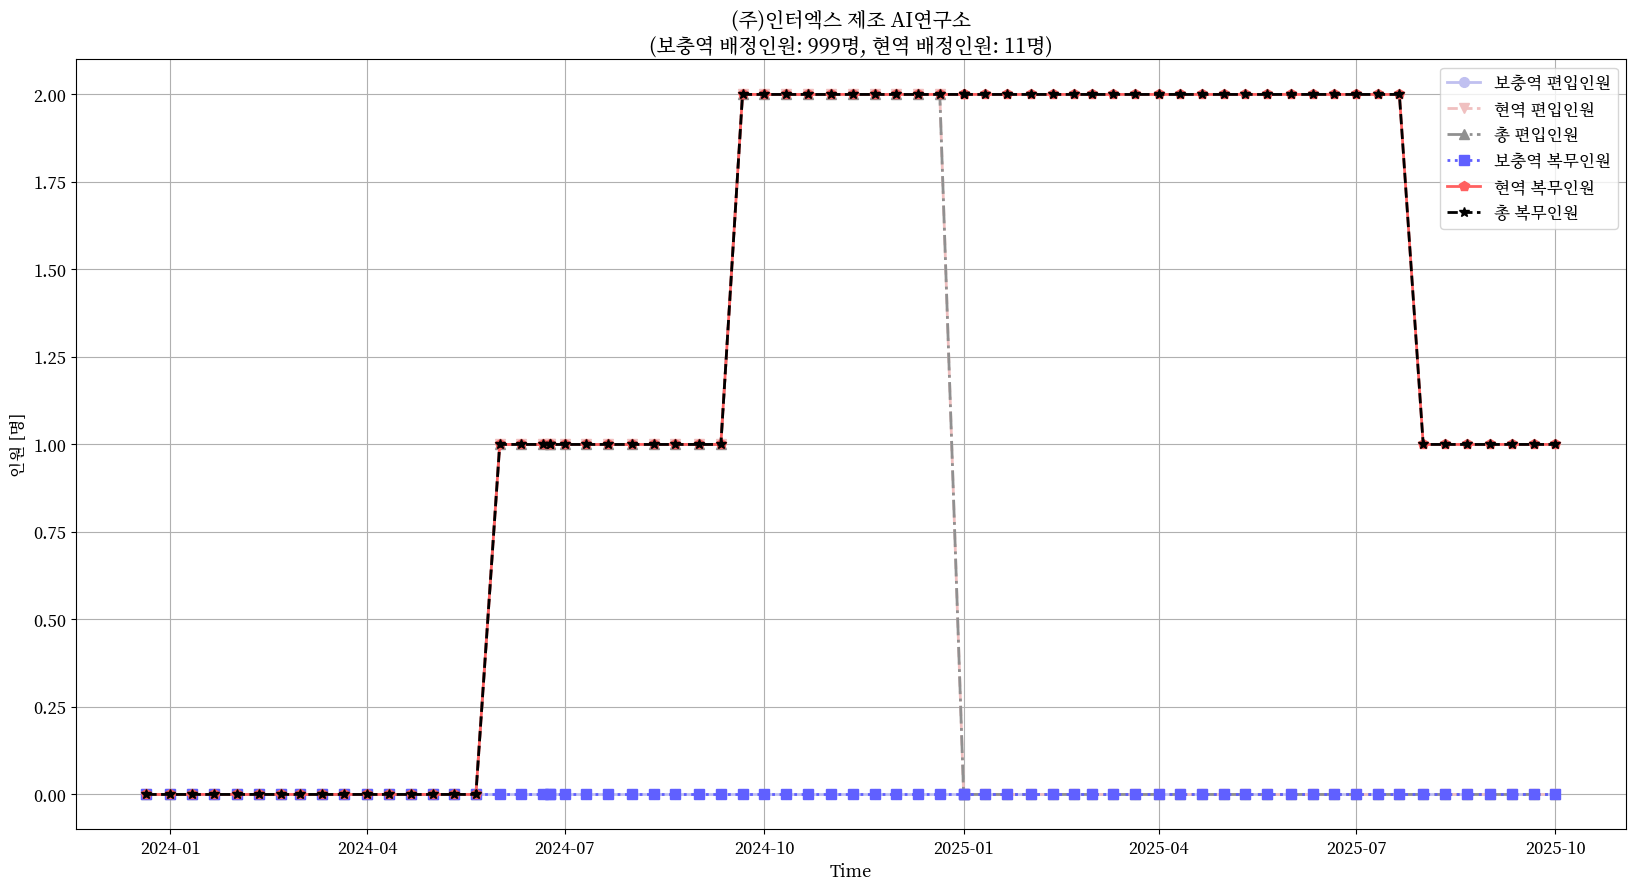 (주)인터엑스 제조 AI연구소
(보충역 배정인원: 999명, 현역 배정인원: 11명)
보충역 편입인원
현역 편입인원
총 편입인원
보충역 복무인원
현역 복무인원
총 복무인원
인원 [명]
2.00
1.75
1.50
1.25
1.00
0.75
0.50
0.25
0.00
2024-01
2024-04
2024-07
2024-10
2025-01
2025-04
2025-07
2025-10
Time